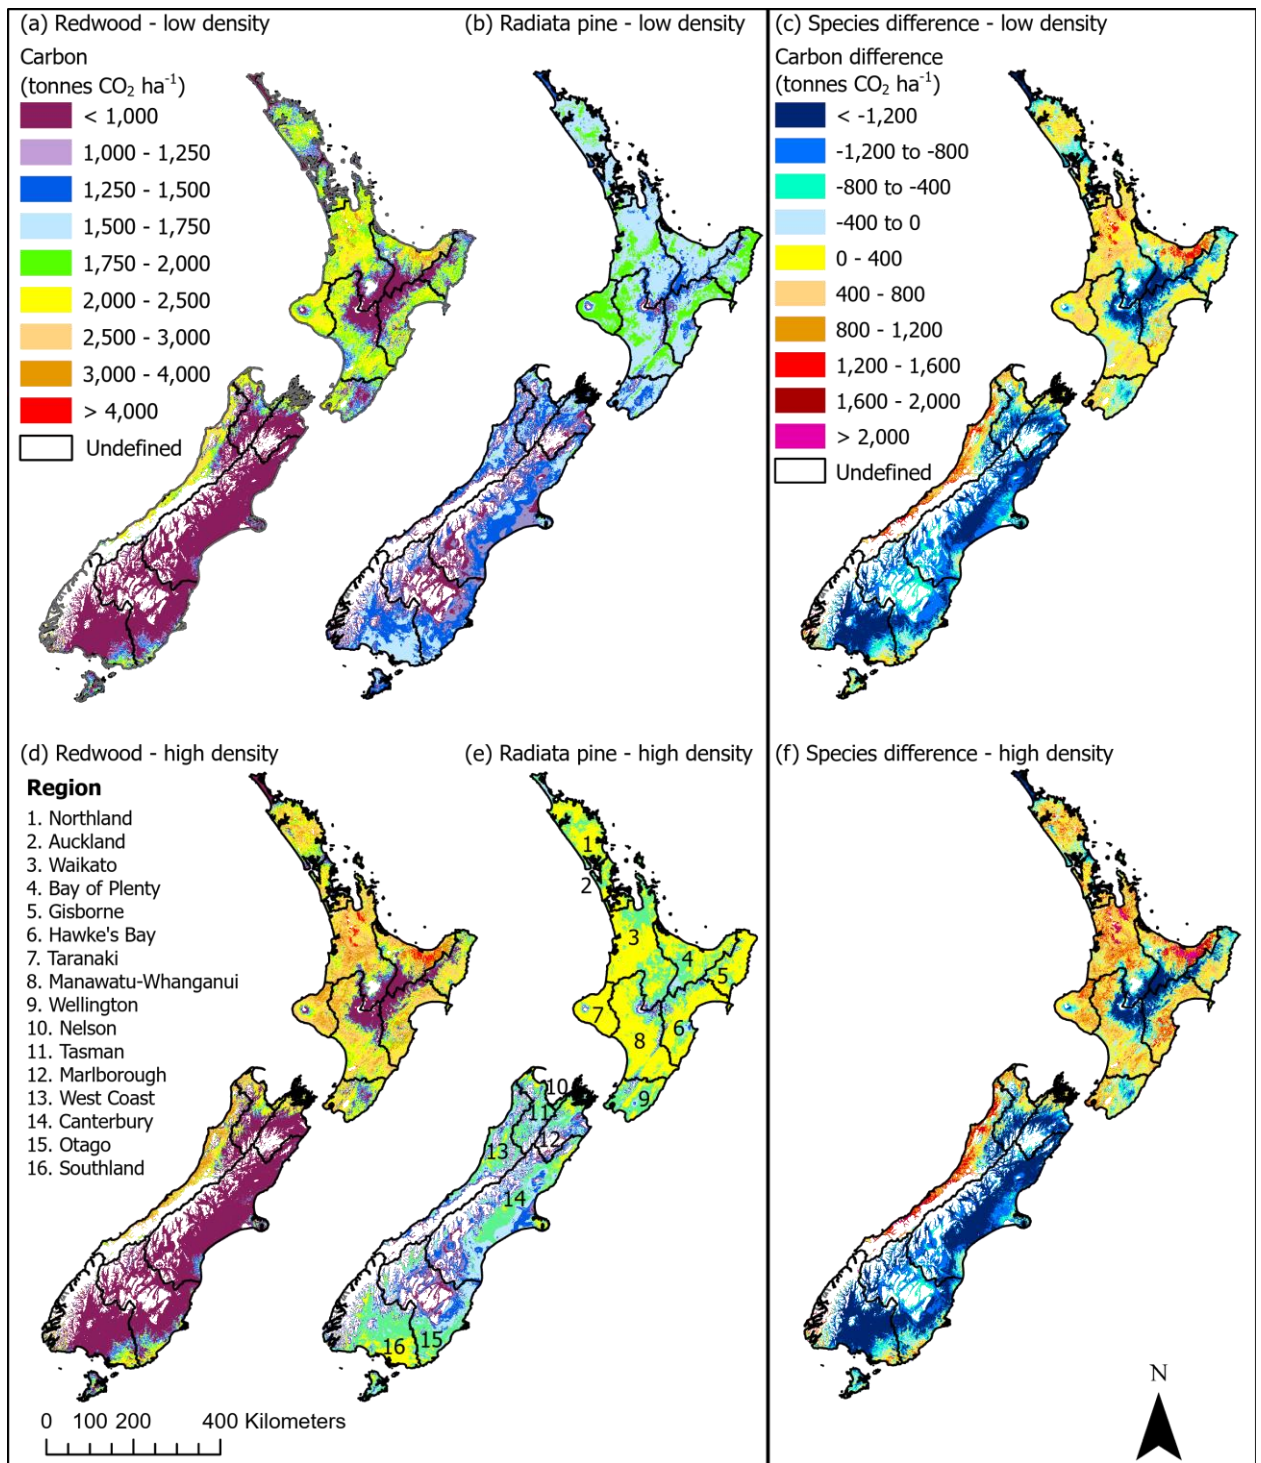 (a) Redwood - low density
(b) Radiata pine - low density
(c) Species difference - low density
Carbon
(tonnes CO₂ ha⁻¹)
< 1,000
1,000 - 1,250
1,250 - 1,500
1,500 - 1,750
1,750 - 2,000
2,000 - 2,500
2,500 - 3,000
3,000 - 4,000
> 4,000
Undefined
Carbon difference
(tonnes CO₂ ha⁻¹)
< -1,200
-1,200 to -800
-800 to -400
-400 to 0
0 - 400
400 - 800
800 - 1,200
1,200 - 1,600
1,600 - 2,000
> 2,000
Undefined
(d) Redwood - high density
(e) Radiata pine - high density
(f) Species difference - high density
Region
1. Northland
2. Auckland
3. Waikato
4. Bay of Plenty
5. Gisborne
6. Hawke's Bay
7. Taranaki
8. Manawatu-Whanganui
9. Wellington
10. Nelson
11. Tasman
12. Marlborough
13. West Coast
14. Canterbury
15. Otago
16. Southland
1
2
3
4
5
6
7
8
9
10
11
12
13
14
15
16
0 100 200 400 Kilometers
N